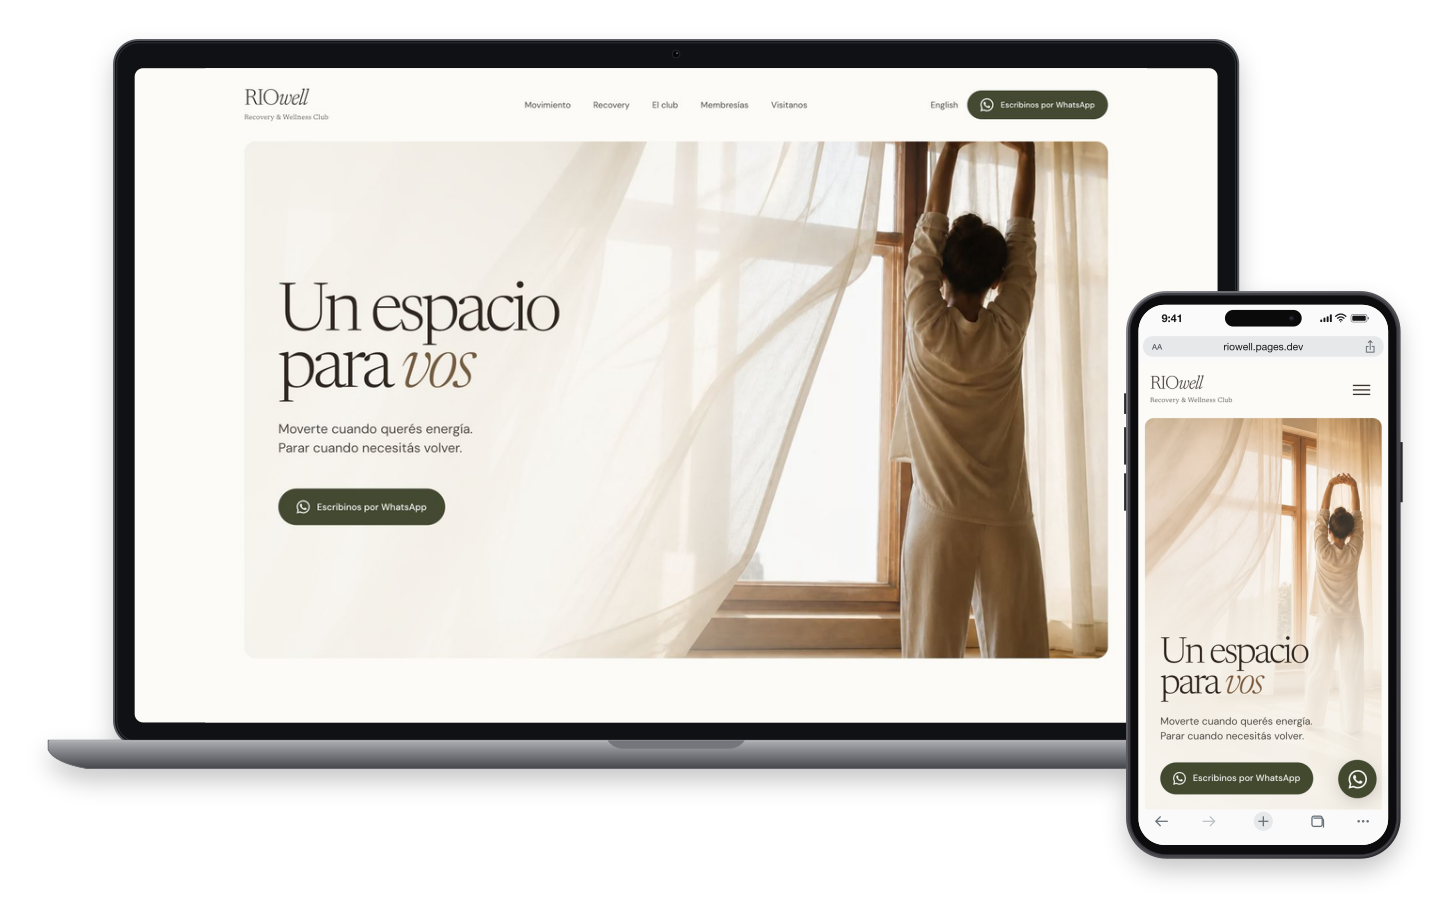 RIOwell
Recovery & Wellness Club
Movimiento
Recovery
El club
Membresías
Visitanos
English
Escribinos por WhatsApp
Un espacio
para vos
Moverte cuando querés energía.
Parar cuando necesitás volver.
Escribinos por WhatsApp
9:41
AA
riowell.pages.dev
RIOwell
Recovery & Wellness Club
Un espacio
para vos
Moverte cuando querés energía.
Parar cuando necesitás volver.
Escribinos por WhatsApp